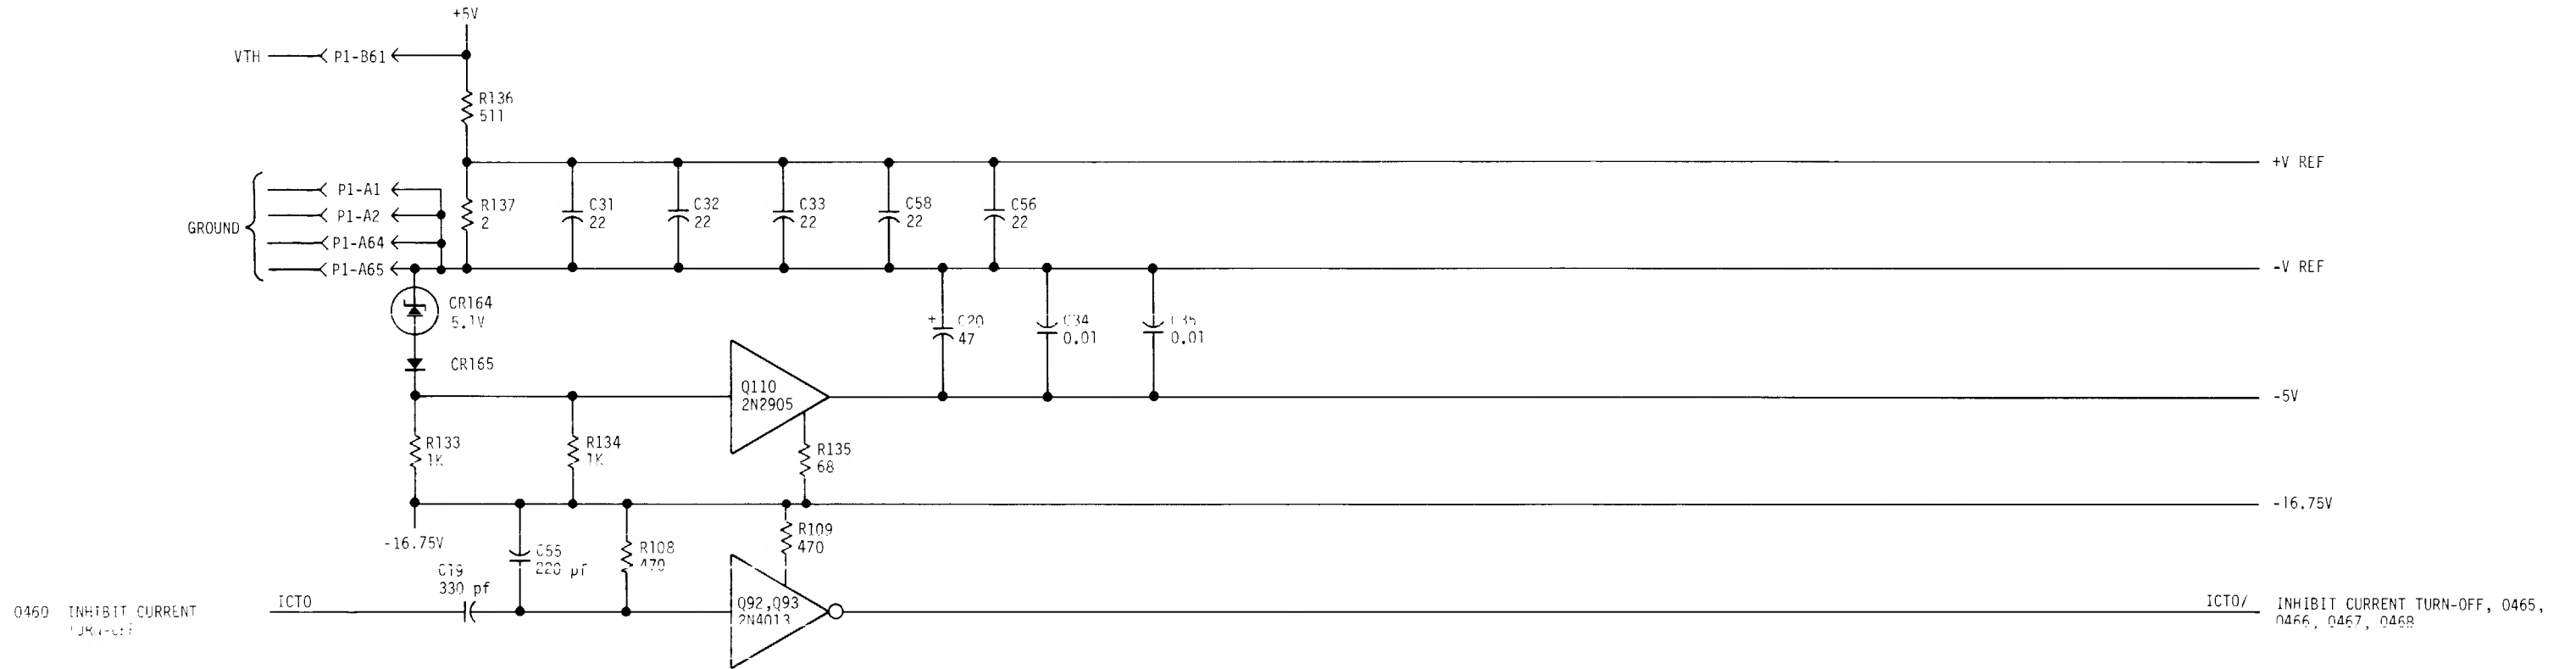 +5V
VTH
P1-B61
R136
511
+V REF
GROUND
P1-A1
P1-A2
P1-A64
P1-A65
R137
2
C31
22
C32
22
C33
22
C58
22
C56
22
-V REF
CR164
5.1V
CR165
+
C20
47
C34
0.01
C35
0.01
Q110
2N2905
-5V
R133
1K
R134
1K
R135
68
-16.75V
-16.75V
C19
330 pf
C55
220 pf
R108
470
R109
470
Q92,Q93
2N4013
0460 INHIBIT CURRENT
TURN-OFF
ICTO
ICTO/
INHIBIT CURRENT TURN-OFF, 0465,
0466, 0467, 0468